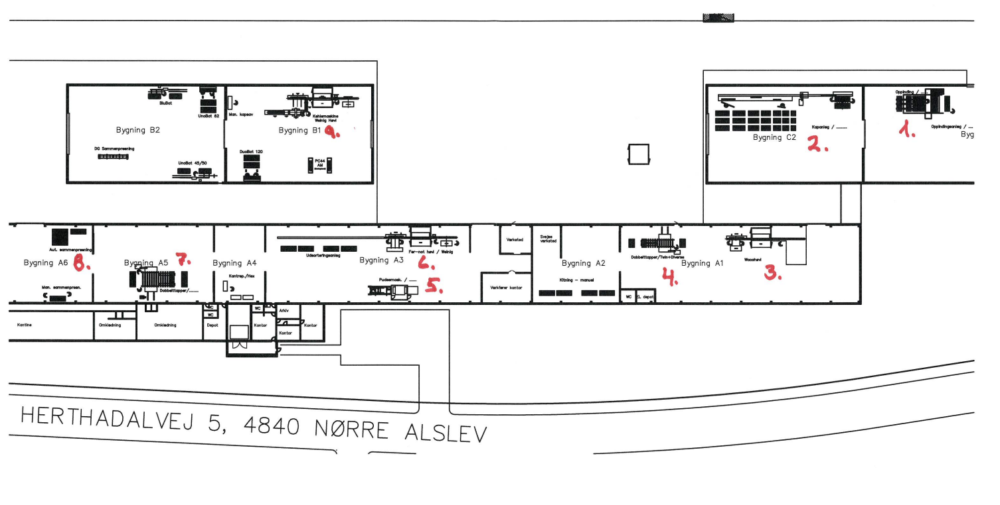 BluBat
UnoBat 62
Bygning B2
DG Sammenpresning
UnoBat 45/50
Man. kapsav
Kehlemaskine
Weinig Høvl
Bygning B1
9.
DuoBat 120
PC44
AM
Kapanlæg / ........
Bygning C2
2.
Oppinding / .....
1.
Oppindingsanlæg / ....
Byg
Aut. sammenpresning
Bygning A6
8.
Man. sammenpresn.
Bygning A5
7.
Dobbelttapper/.......
Bygning A4
Kantrep./Hex
Udsorteringsanlæg
Bygning A3
Fer-not høvl / Weinig
6.
Pudsemask. / ......
5.
Værksted
Værkfører kontor
Svejse
værksted
Bygning A2
Kitning - manuel
Dobbelttapper/Twin+Diverse
4.
Bygning A1
Wacohøvl
3.
WC
EL depot
Kantine
Omklædning
Omklædning
WC
WC
Depot
WC
Kontor
Arkiv
Kontor
Kontor
HERTHADALVEJ 5, 4840 NØRRE ALSLEV